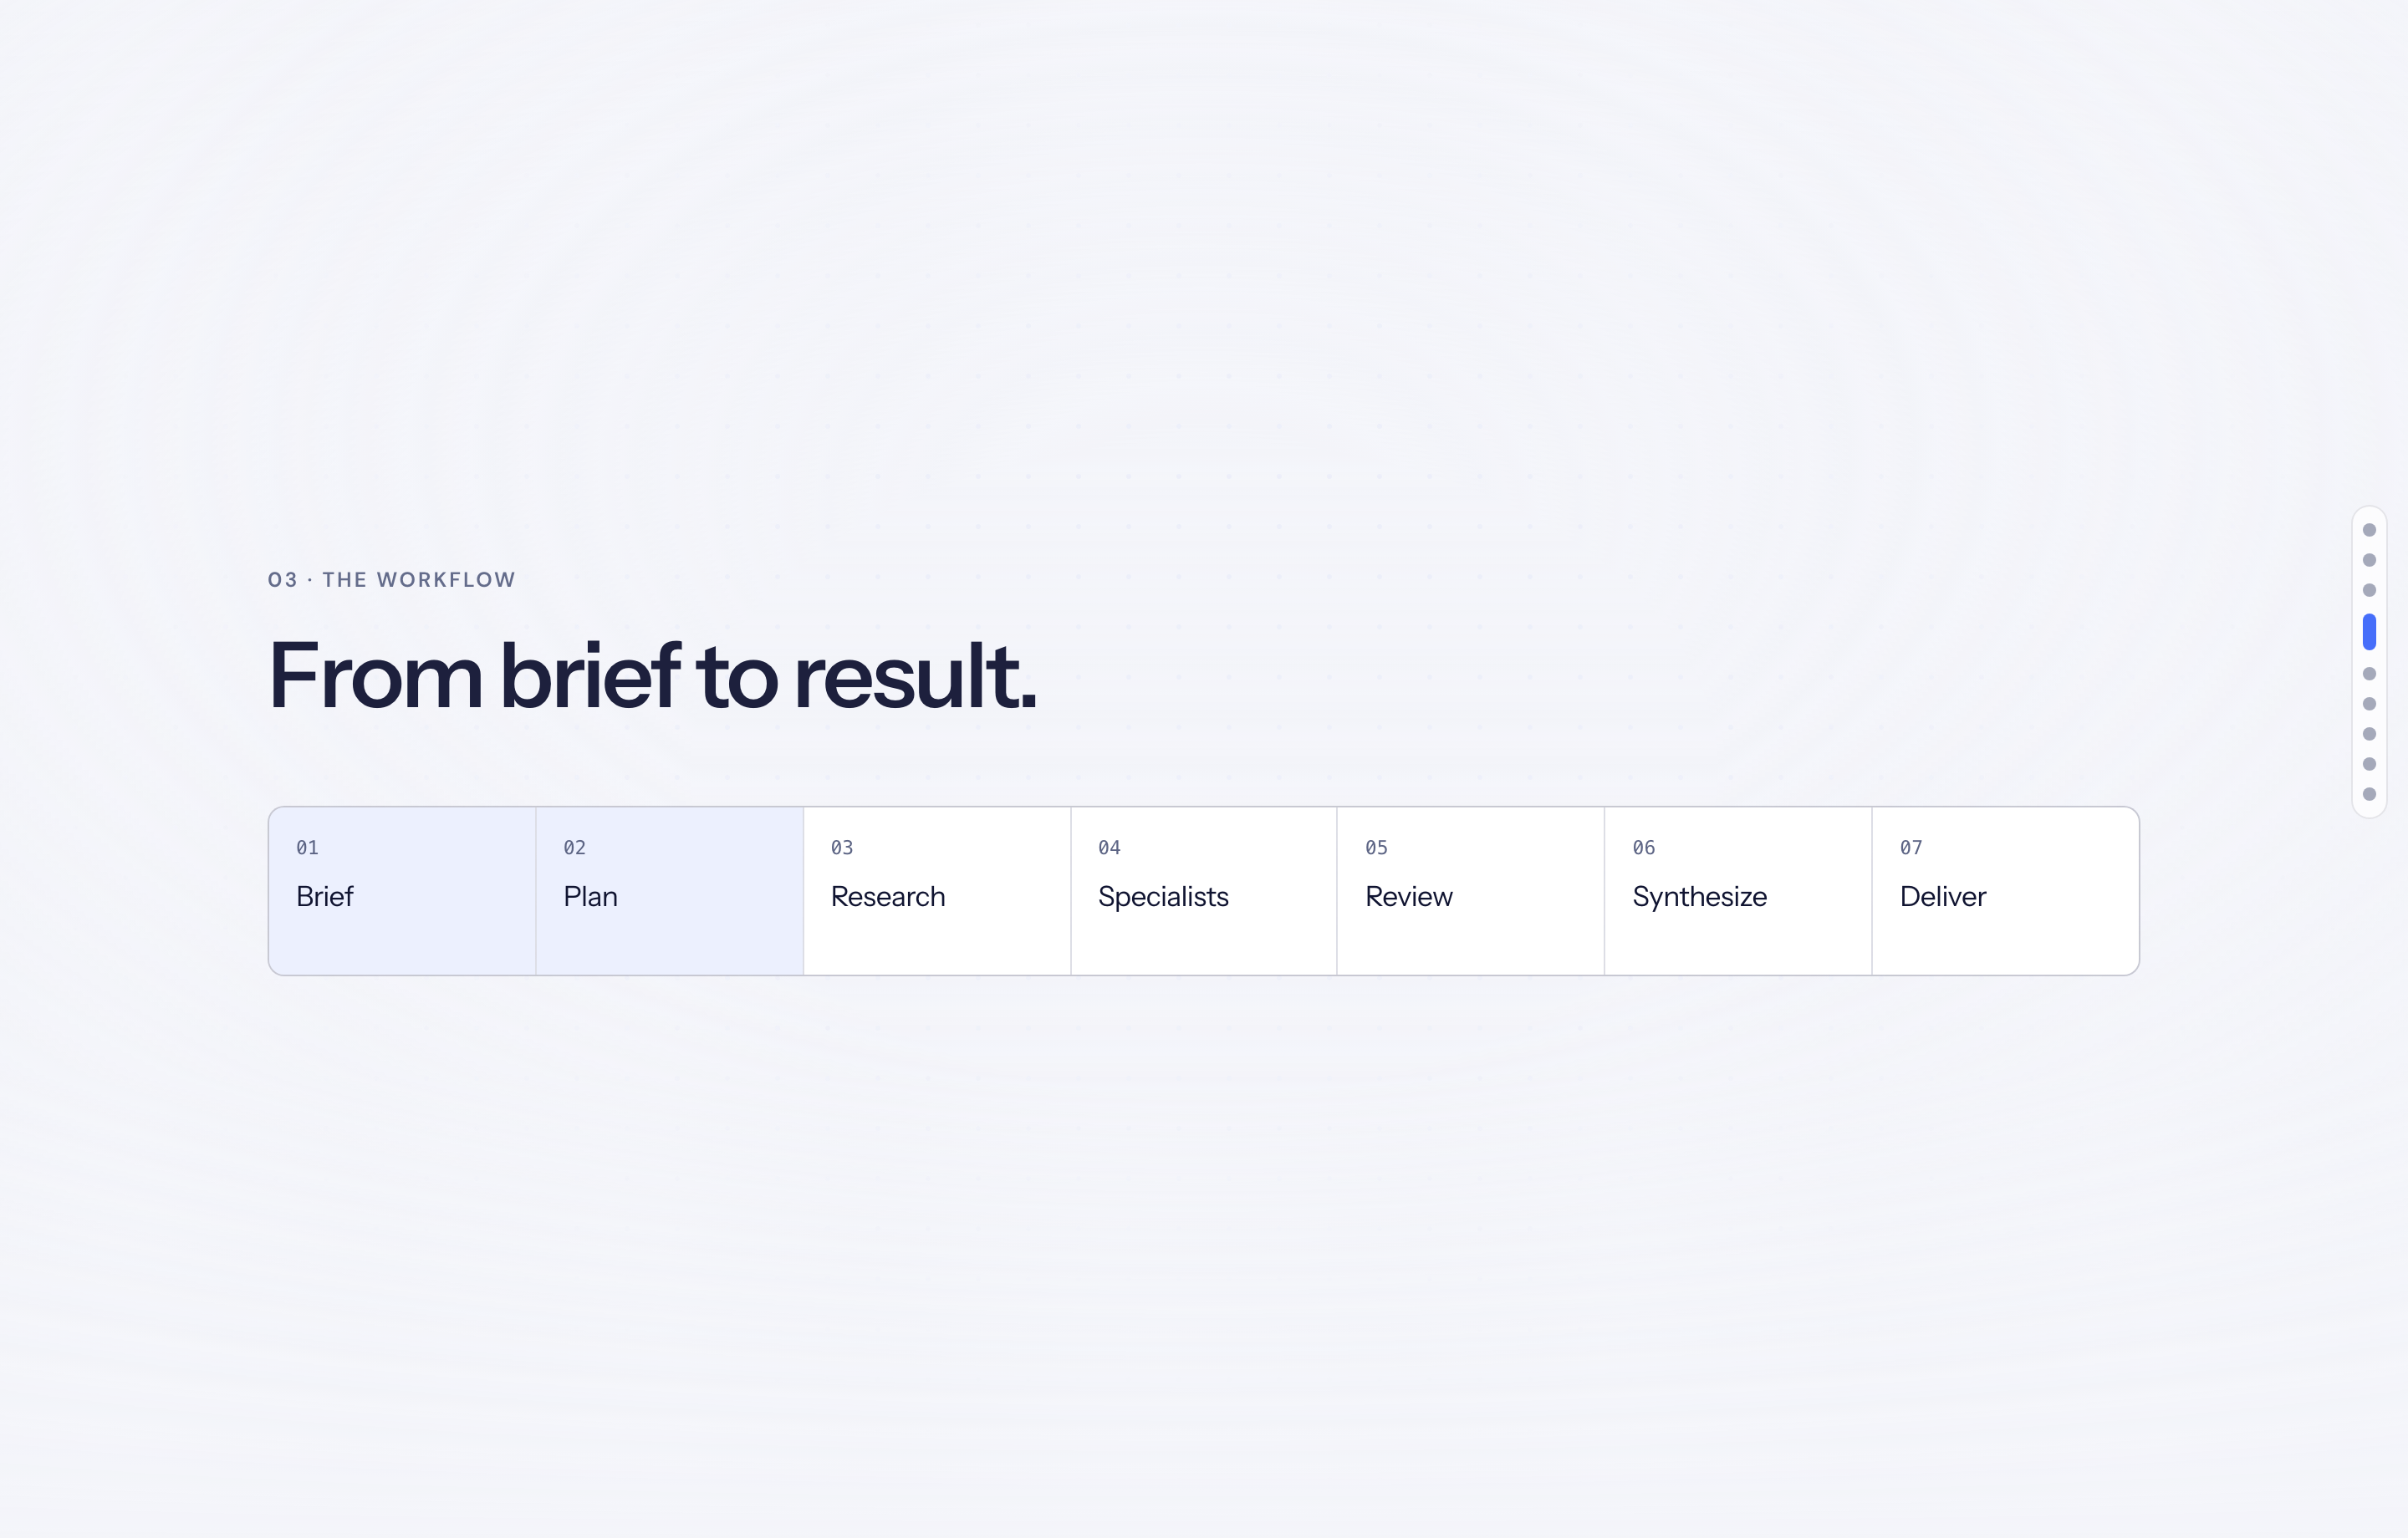 03 · THE WORKFLOW
From brief to result.
01
Brief
02
Plan
03
Research
04
Specialists
05
Review
06
Synthesize
07
Deliver